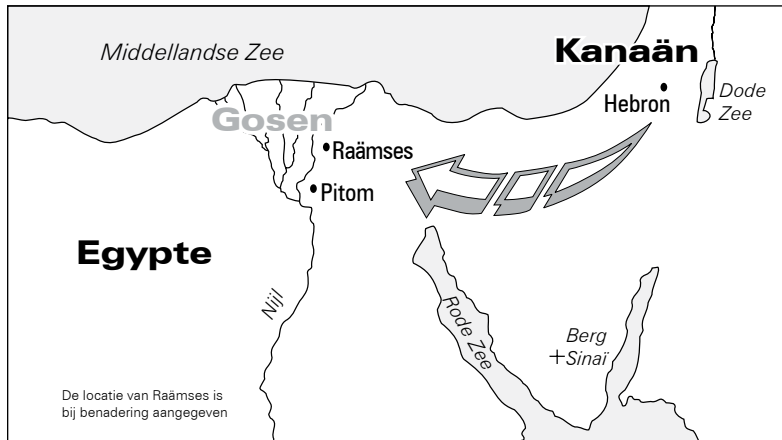 Middellandse Zee
Kanaän
Hebron
Dode
Zee
Gosen
Raämses
Pitom
Egypte
Nijl
Rode Zee
Berg
Sinaï
De locatie van Raämses is
bij benadering aangegeven